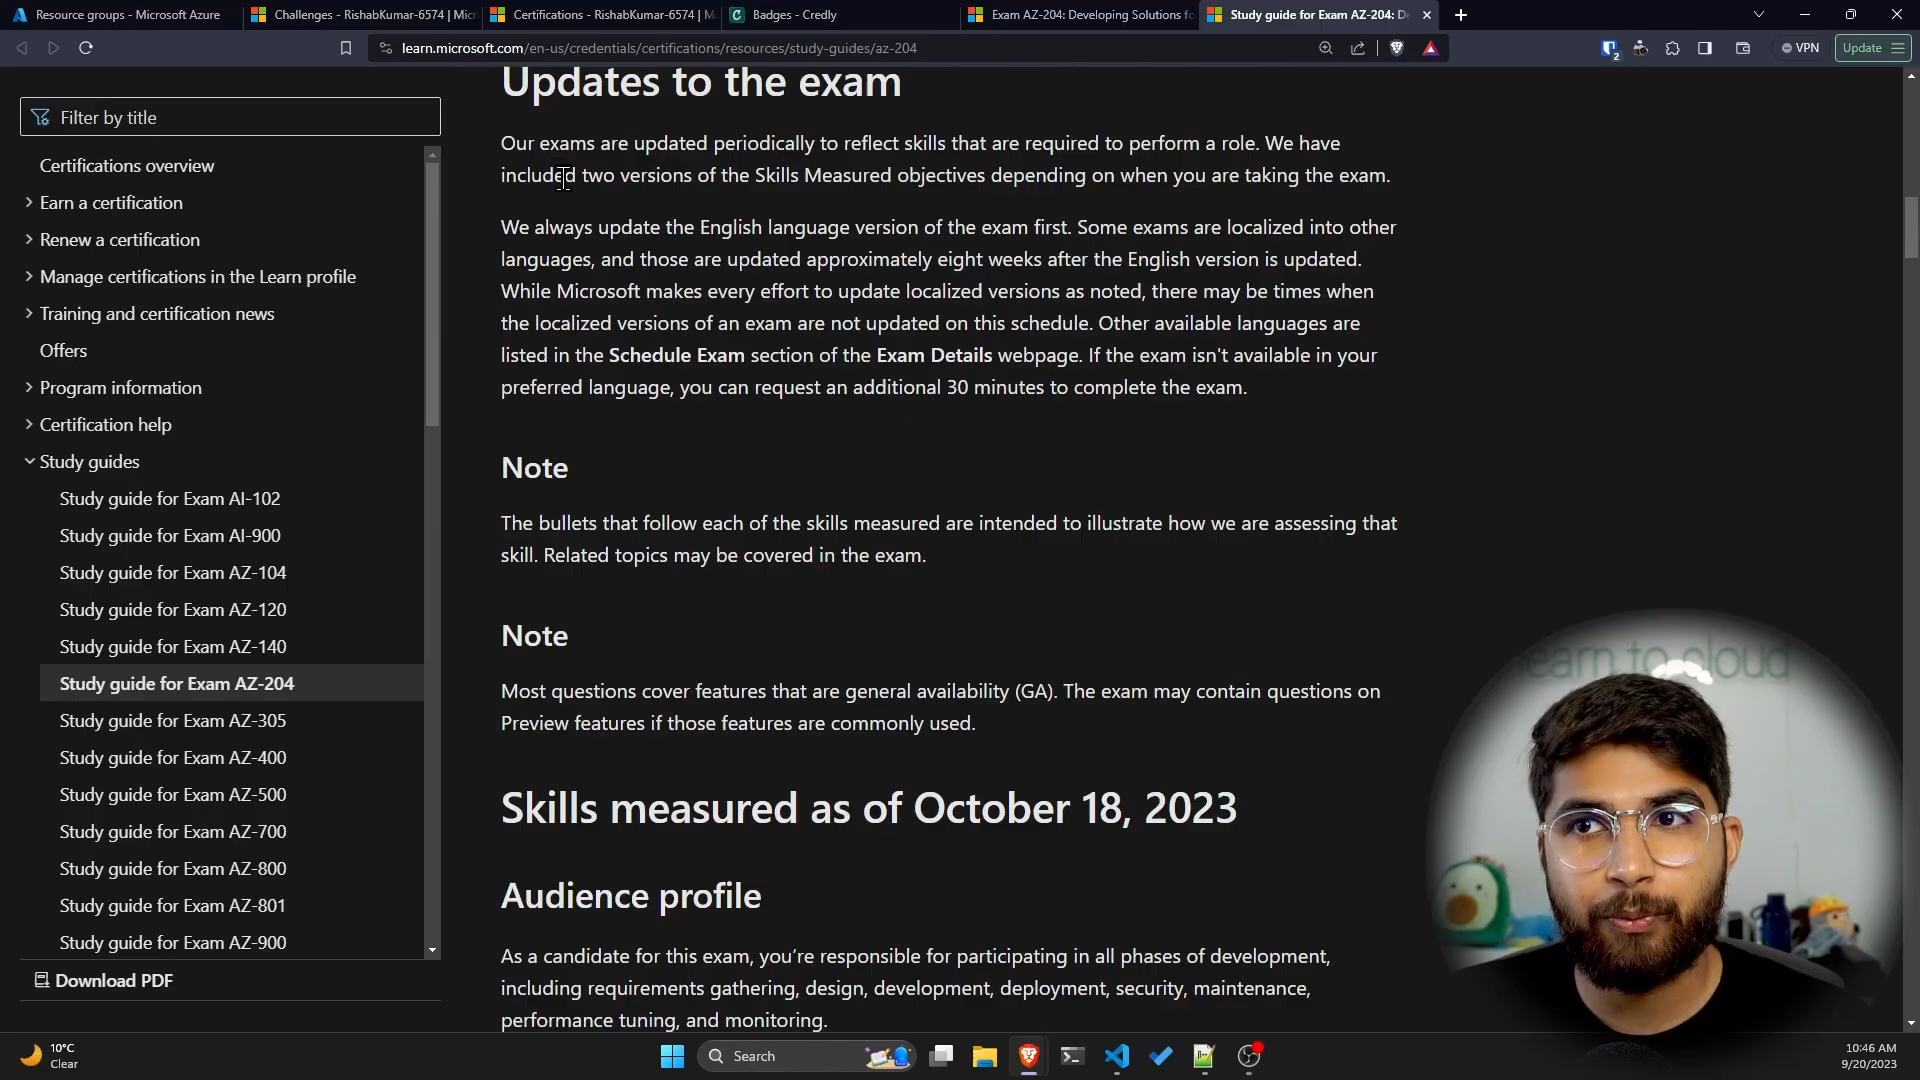 Resource groups - Microsoft Azure
Challenges - RishabKumar-6574 | Mic
Certifications - RishabKumar-6574 | M
Badges - Credly
Exam AZ-204: Developing Solutions fo
Study guide for Exam AZ-204: D
learn.microsoft.com/en-us/credentials/certifications/resources/study-guides/az-204
2
VPN
Update
Filter by title
Certifications overview
Earn a certification
Renew a certification
Manage certifications in the Learn profile
Training and certification news
Offers
Program information
Certification help
Study guides
Study guide for Exam AI-102
Study guide for Exam AI-900
Study guide for Exam AZ-104
Study guide for Exam AZ-120
Study guide for Exam AZ-140
Study guide for Exam AZ-204
Study guide for Exam AZ-305
Study guide for Exam AZ-400
Study guide for Exam AZ-500
Study guide for Exam AZ-700
Study guide for Exam AZ-800
Study guide for Exam AZ-801
Study guide for Exam AZ-900
Download PDF
Updates to the exam
Our exams are updated periodically to reflect skills that are required to perform a role. We have
included two versions of the Skills Measured objectives depending on when you are taking the exam.
We always update the English language version of the exam first. Some exams are localized into other
languages, and those are updated approximately eight weeks after the English version is updated.
While Microsoft makes every effort to update localized versions as noted, there may be times when
the localized versions of an exam are not updated on this schedule. Other available languages are
listed in the Schedule Exam section of the Exam Details webpage. If the exam isn't available in your
preferred language, you can request an additional 30 minutes to complete the exam.
Note
The bullets that follow each of the skills measured are intended to illustrate how we are assessing that
skill. Related topics may be covered in the exam.
Note
Most questions cover features that are general availability (GA). The exam may contain questions on
Preview features if those features are commonly used.
Skills measured as of October 18, 2023
Audience profile
As a candidate for this exam, you’re responsible for participating in all phases of development,
including requirements gathering, design, development, deployment, security, maintenance,
performance tuning, and monitoring.
learn to cloud
10°C
Clear
Search
10:46 AM
9/20/2023